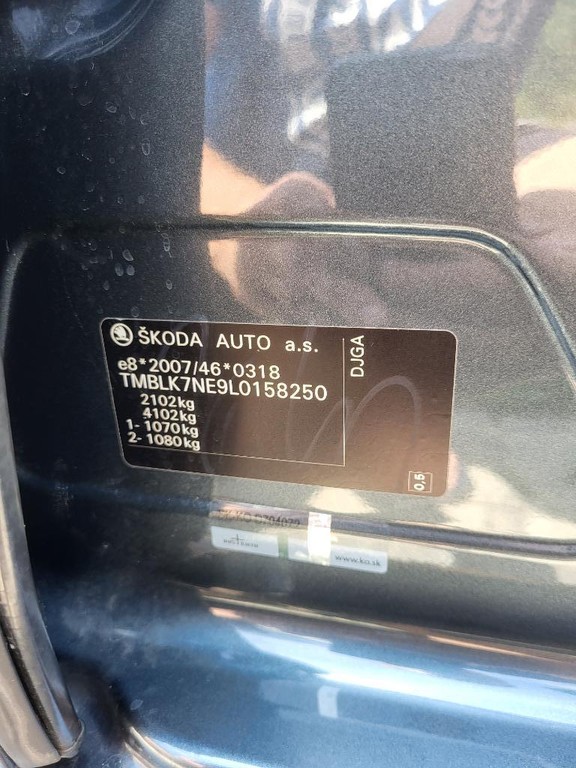 ŠKODA AUTO a.s.
DJGA
e8*2007/46*0318
TMBLK7NE9L0158250
2102kg
4102kg
1- 1070kg
2- 1080kg
0,5
www.ko.sk